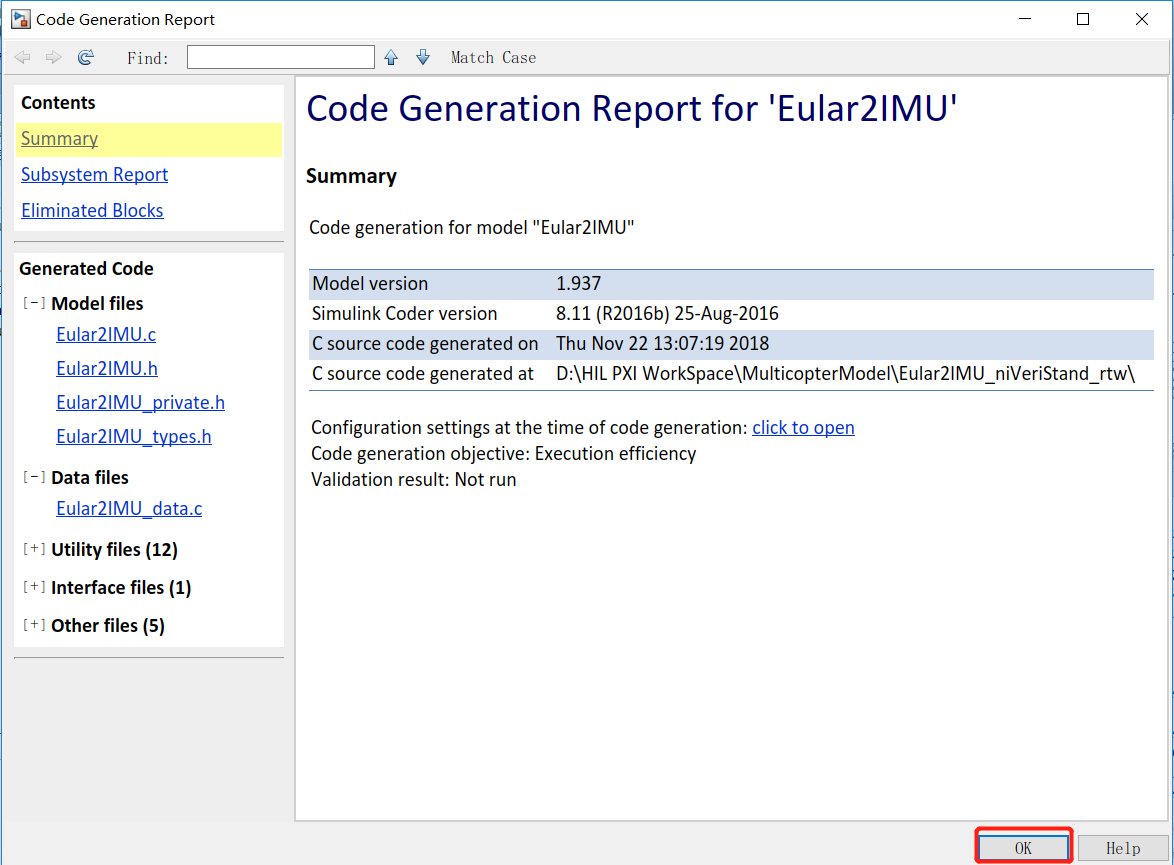 Code Generation Report
Find:
Match Case
Contents
Summary
Subsystem Report
Eliminated Blocks
Generated Code
[-] Model files
Eular2IMU.c
Eular2IMU.h
Eular2IMU_private.h
Eular2IMU_types.h
[-] Data files
Eular2IMU_data.c
[+] Utility files (12)
[+] Interface files (1)
[+] Other files (5)
Code Generation Report for 'Eular2IMU'
Summary
Code generation for model "Eular2IMU"
Model version 1.937
Simulink Coder version 8.11 (R2016b) 25-Aug-2016
C source code generated on Thu Nov 22 13:07:19 2018
C source code generated at D:\HIL PXI WorkSpace\MulticopterModel\Eular2IMU_niVeriStand_rtw\
Configuration settings at the time of code generation: click to open
Code generation objective: Execution efficiency
Validation result: Not run
OK
Help